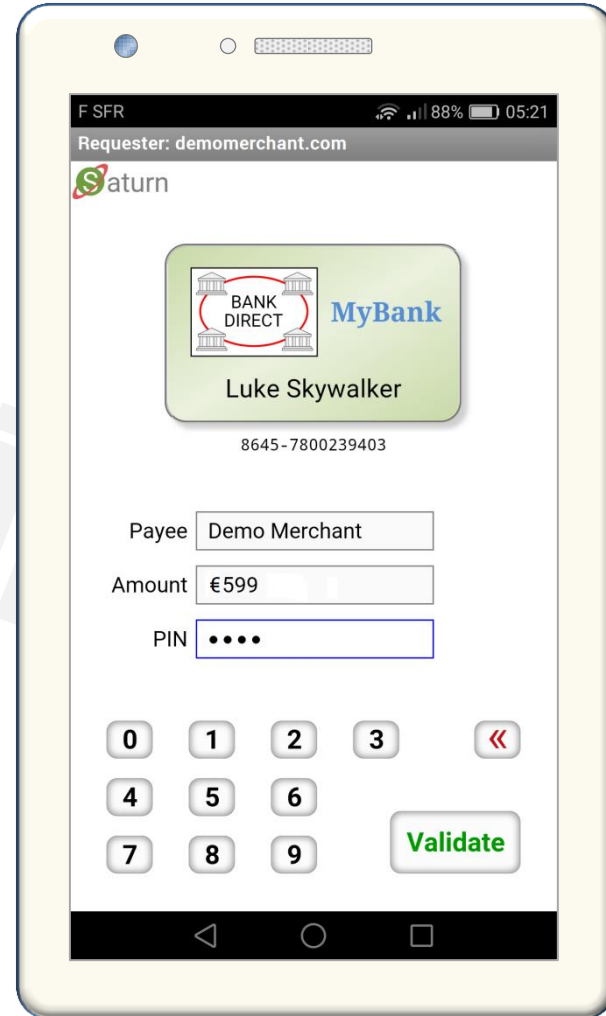 F SFR 88% 05:21
Requester: demomerchant.com
Saturn
BANK
DIRECT
MyBank
Luke Skywalker
8645-7800239403
Payee Demo Merchant
Amount €599
PIN ••••
0 1 2 3 «
4 5 6
Validate
7 8 9